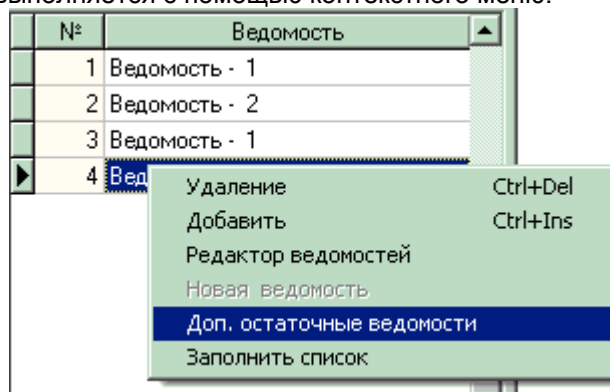 выполняется с помощью контекстного меню.
№ Ведомость
1 Ведомость - 1
2 Ведомость - 2
3 Ведомость - 1
4 Вед
Удаление Ctrl+Del
Добавить Ctrl+Ins
Редактор ведомостей
Новая ведомость
Доп. остаточные ведомости
Заполнить список